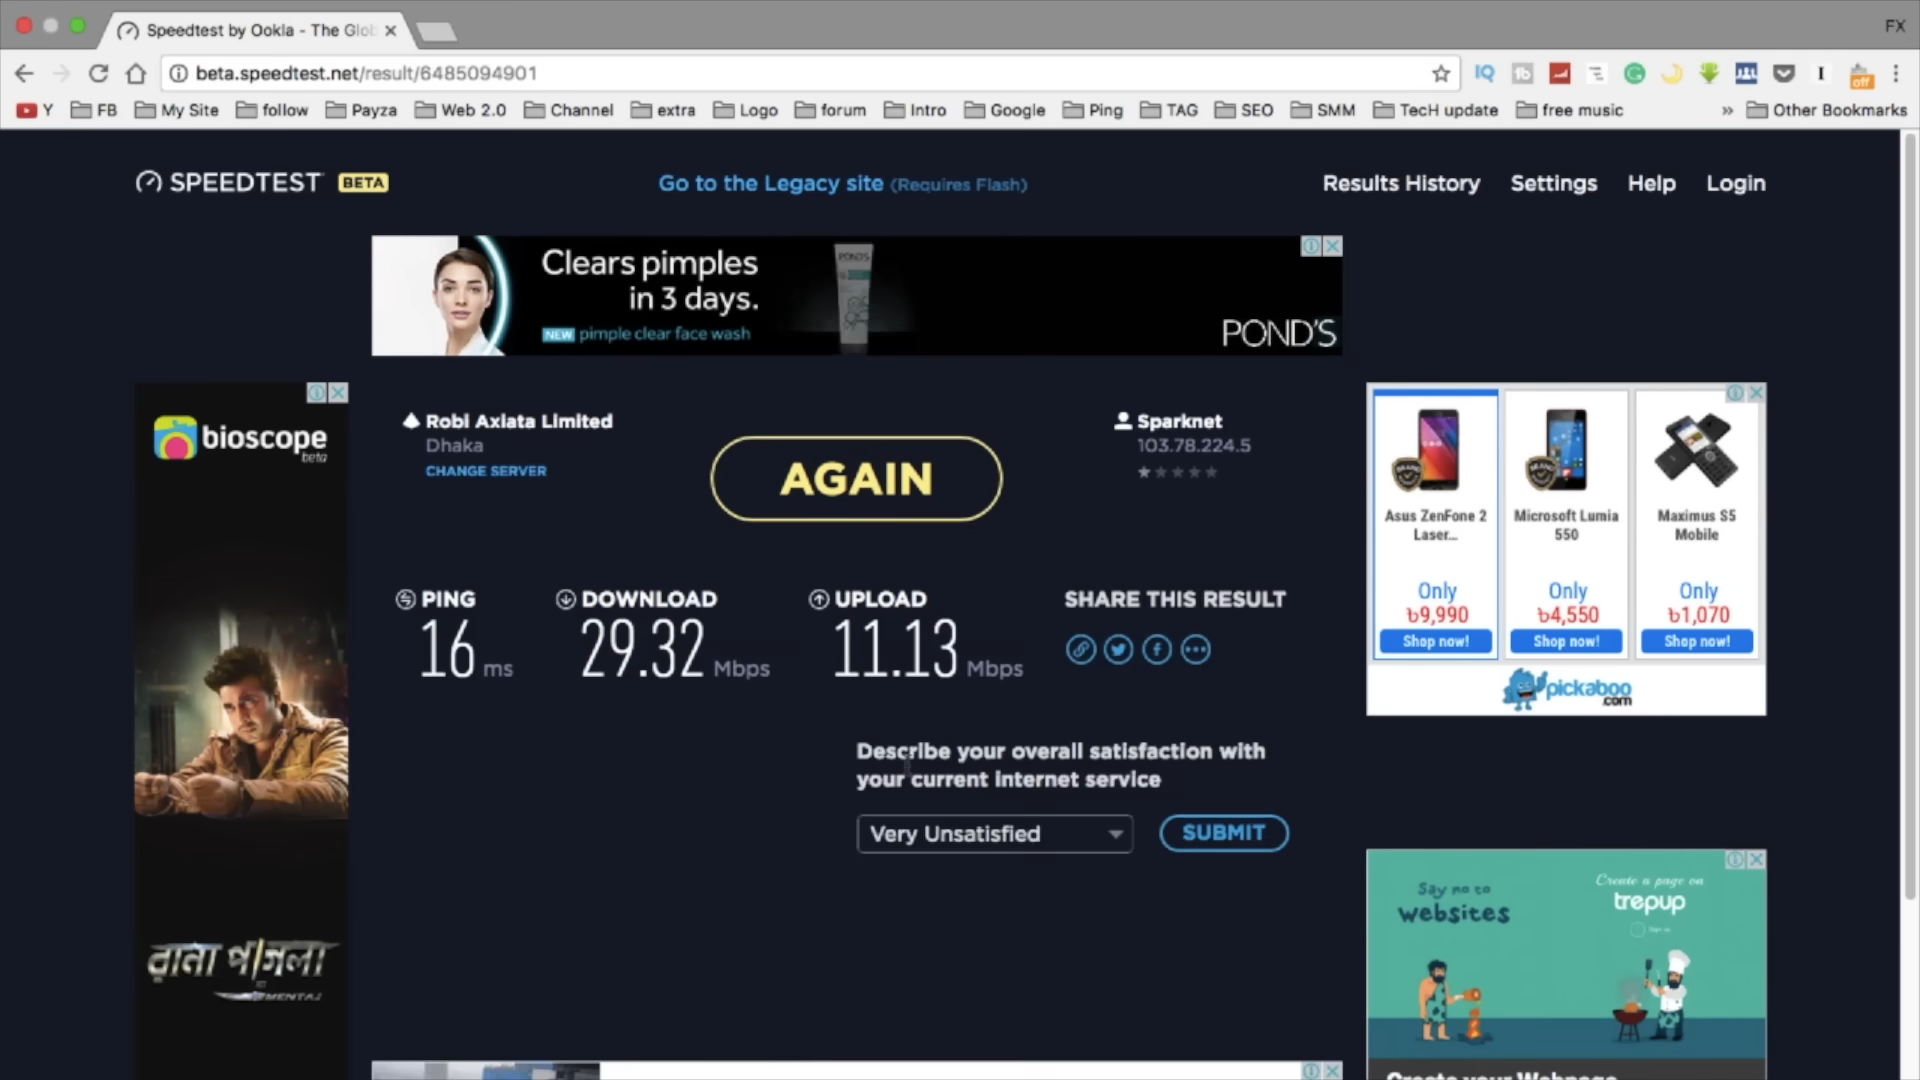 Speedtest by Ookla - The Glob
FX
beta.speedtest.net/result/6485094901
Y FB My Site follow Payza Web 2.0 Channel extra Logo forum Intro Google Ping TAG SEO SMM TecH update free music » Other Bookmarks
SPEEDTEST BETA
Go to the Legacy site (Requires Flash)
Results History Settings Help Login
Clears pimples
in 3 days.
NEW pimple clear face wash
POND'S
bioscope
beta
রানা পাগলা
MENTAL
Robi Axiata Limited
Dhaka
CHANGE SERVER
AGAIN
Sparknet
103.78.224.5
PING
16 ms
DOWNLOAD
29.32 Mbps
UPLOAD
11.13 Mbps
SHARE THIS RESULT
Describe your overall satisfaction with
your current internet service
Very Unsatisfied
SUBMIT
Asus ZenFone 2
Laser...
Only
৳9,990
Shop now!
Microsoft Lumia
550
Only
৳4,550
Shop now!
Maximus S5
Mobile
Only
৳1,070
Shop now!
pickaboo
.com
Say no to
websites
Create a page on
trepup
Create your Webpage